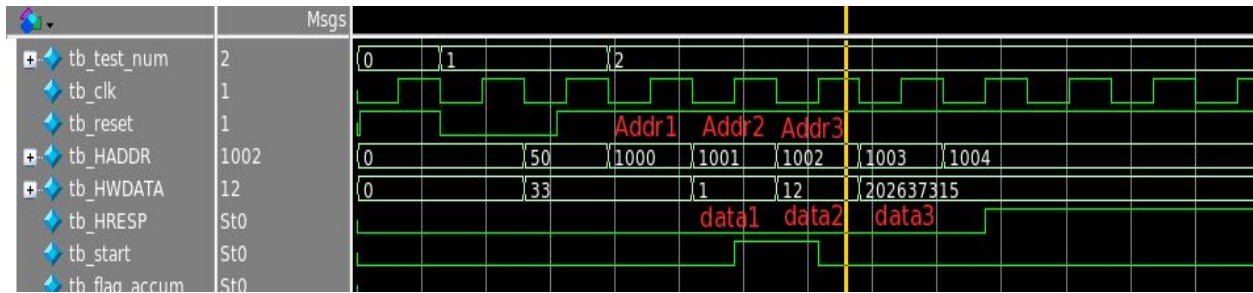 Msgs
tb_test_num 2 0 1 2
tb_clk 1
tb_reset 1 Addr1 Addr2 Addr3
tb_HADDR 1002 0 50 1000 1001 1002 1003 1004
tb_HWDATA 12 0 33 1 12 202637315
tb_HRESP St0 data1 data2 data3
tb_start St0
tb_flag_accum St0